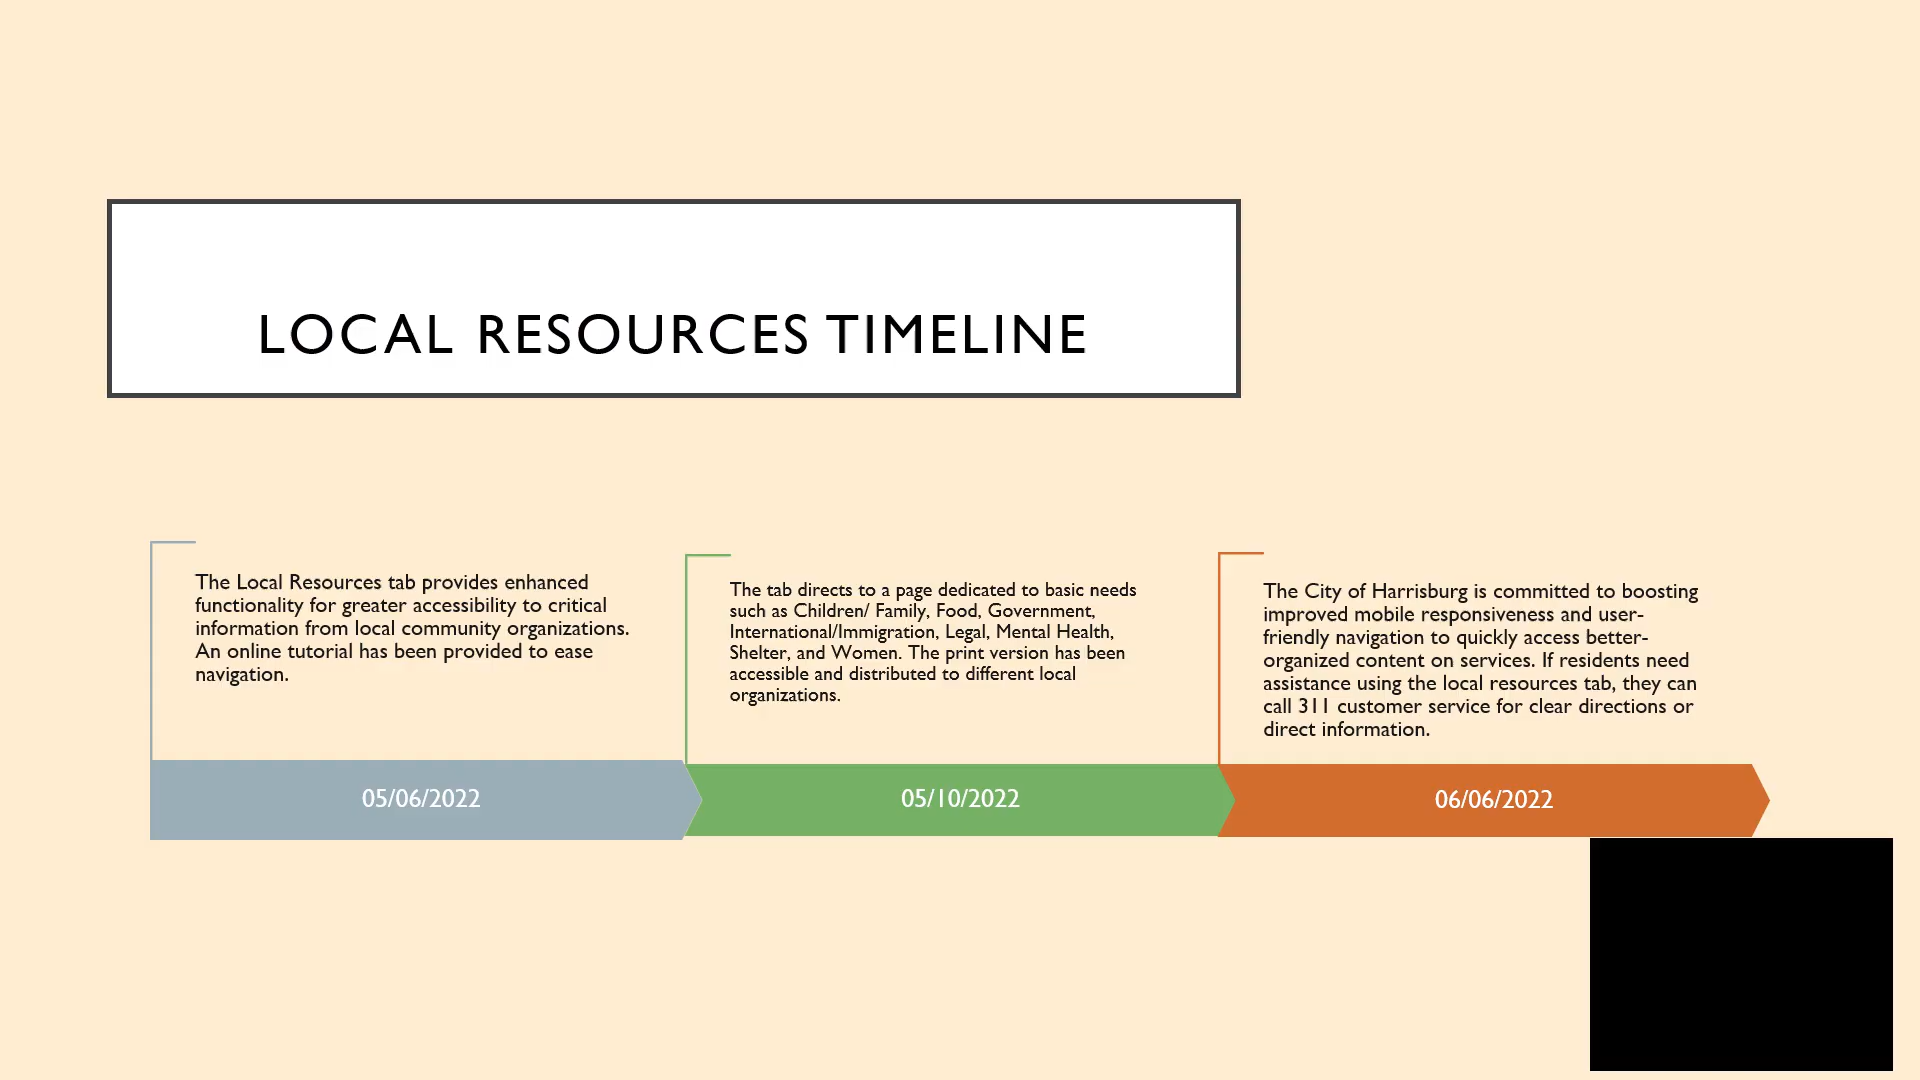 LOCAL RESOURCES TIMELINE
The Local Resources tab provides enhanced
functionality for greater accessibility to critical
information from local community organizations.
An online tutorial has been provided to ease
navigation.
05/06/2022
The tab directs to a page dedicated to basic needs
such as Children/ Family, Food, Government,
International/Immigration, Legal, Mental Health,
Shelter, and Women. The print version has been
accessible and distributed to different local
organizations.
05/10/2022
The City of Harrisburg is committed to boosting
improved mobile responsiveness and user-
friendly navigation to quickly access better-
organized content on services. If residents need
assistance using the local resources tab, they can
call 311 customer service for clear directions or
direct information.
06/06/2022